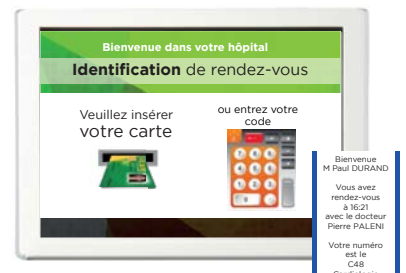 Bienvenue dans votre hôpital
Identification de rendez-vous
Veuillez insérer
votre carte
ou entrez votre
code
Bienvenue
M Paul DURAND
Vous avez
rendez-vous
à 16:21
avec le docteur
Pierre PALENI
Votre numéro
est le
C48
Cardiologie